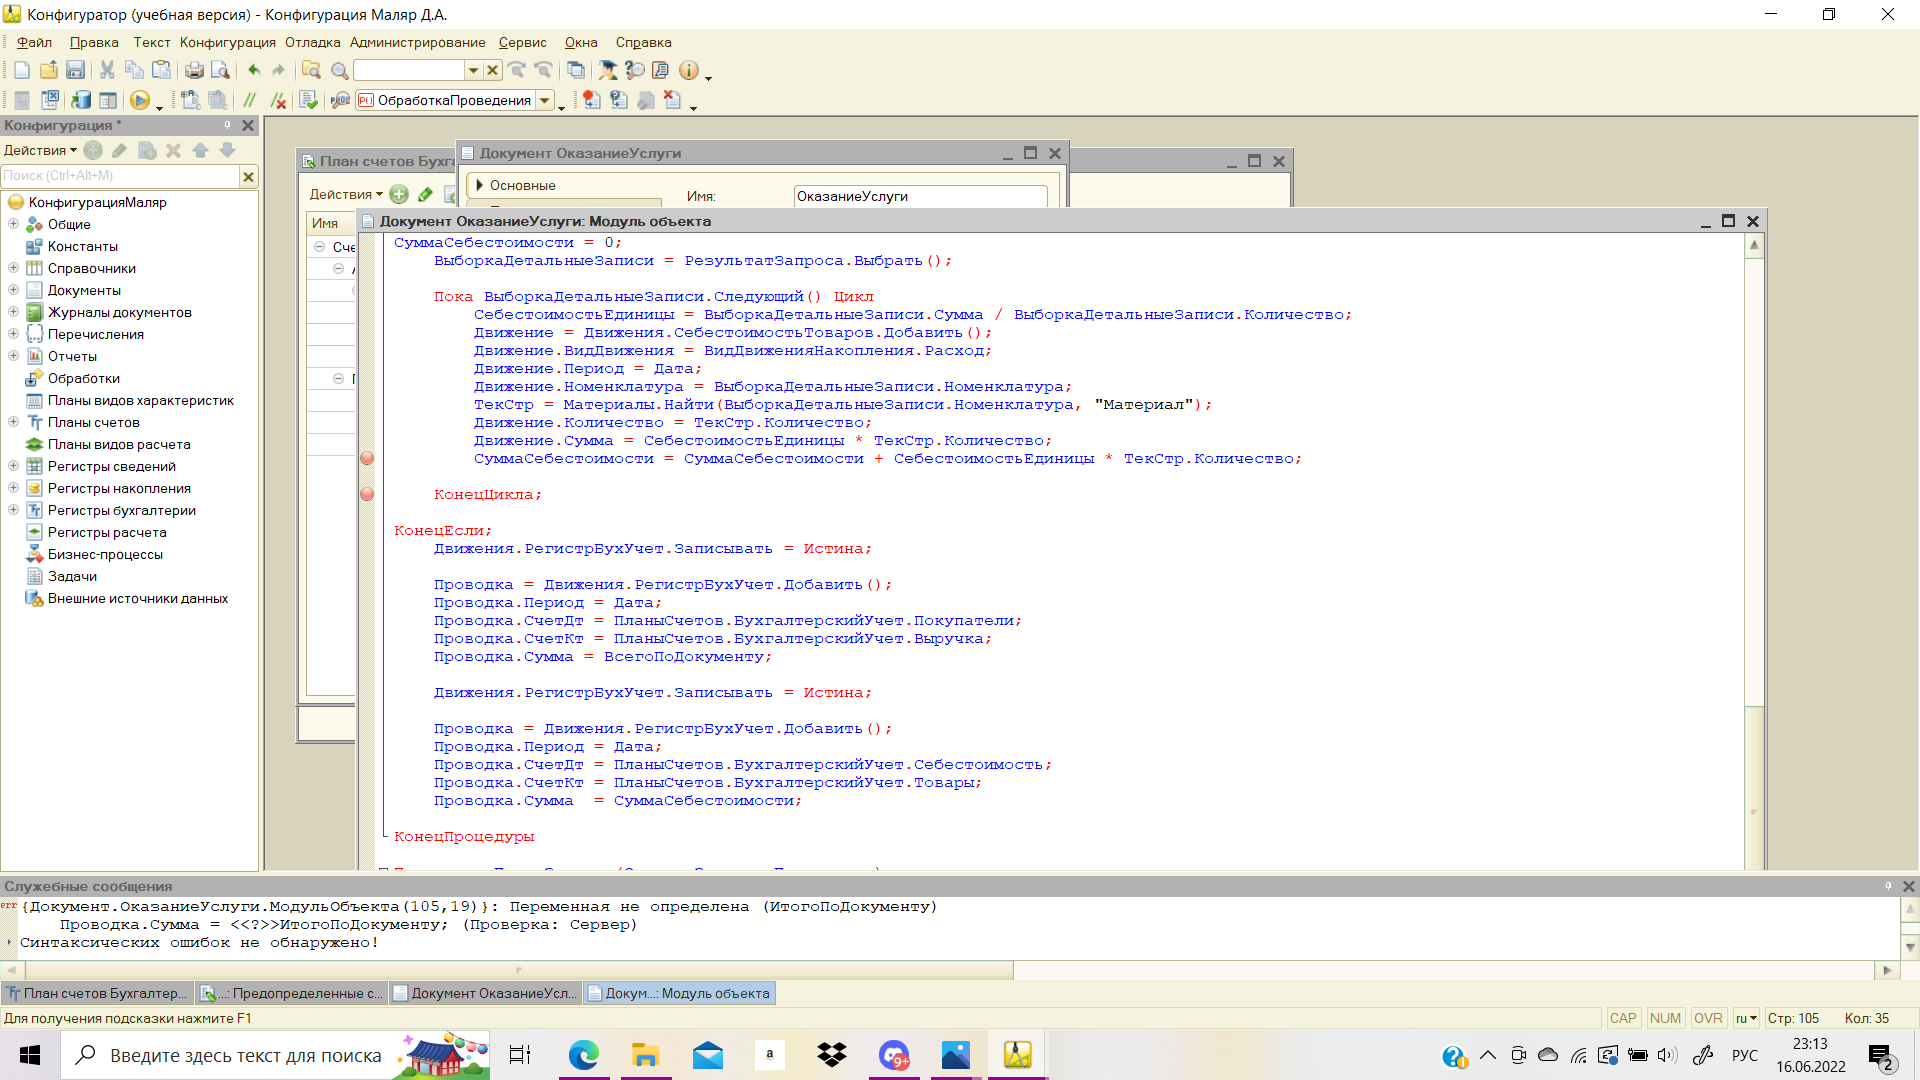 Конфигуратор (учебная версия) - Конфигурация Маляр Д.А.
Файл Правка Текст Конфигурация Отладка Администрирование Сервис Окна Справка
ОбработкаПроведения
Конфигурация *
Действия
Поиск (Ctrl+Alt+M)
КонфигурацияМаляр
Общие
Константы
Справочники
Документы
Журналы документов
Перечисления
Отчеты
Обработки
Планы видов характеристик
Планы счетов
Планы видов расчета
Регистры сведений
Регистры накопления
Регистры бухгалтерии
Регистры расчета
Бизнес-процессы
Задачи
Внешние источники данных
План счетов Бухга
Действия
Имя
Сче
Документ ОказаниеУслуги
Основные
Имя:
ОказаниеУслуги
Документ ОказаниеУслуги: Модуль объекта
СуммаСебестоимости = 0;
ВыборкаДетальныеЗаписи = РезультатЗапроса.Выбрать();
Пока ВыборкаДетальныеЗаписи.Следующий() Цикл
СебестоимостьЕдиницы = ВыборкаДетальныеЗаписи.Сумма / ВыборкаДетальныеЗаписи.Количество;
Движение = Движения.СебестоимостьТоваров.Добавить();
Движение.ВидДвижения = ВидДвиженияНакопления.Расход;
Движение.Период = Дата;
Движение.Номенклатура = ВыборкаДетальныеЗаписи.Номенклатура;
ТекСтр = Материалы.Найти(ВыборкаДетальныеЗаписи.Номенклатура, "Материал");
Движение.Количество = ТекСтр.Количество;
Движение.Сумма = СебестоимостьЕдиницы * ТекСтр.Количество;
СуммаСебестоимости = СуммаСебестоимости + СебестоимостьЕдиницы * ТекСтр.Количество;
КонецЦикла;
КонецЕсли;
Движения.РегистрБухУчет.Записывать = Истина;
Проводка = Движения.РегистрБухУчет.Добавить();
Проводка.Период = Дата;
Проводка.СчетДт = ПланыСчетов.БухгалтерскийУчет.Покупатели;
Проводка.СчетКт = ПланыСчетов.БухгалтерскийУчет.Выручка;
Проводка.Сумма = ВсегоПоДокументу;
Движения.РегистрБухУчет.Записывать = Истина;
Проводка = Движения.РегистрБухУчет.Добавить();
Проводка.Период = Дата;
Проводка.СчетДт = ПланыСчетов.БухгалтерскийУчет.Себестоимость;
Проводка.СчетКт = ПланыСчетов.БухгалтерскийУчет.Товары;
Проводка.Сумма  = СуммаСебестоимости;
КонецПроцедуры
Служебные сообщения
err {Документ.ОказаниеУслуги.МодульОбъекта(105,19)}: Переменная не определена (ИтогоПоДокументу)
Проводка.Сумма = <<?>>ИтогоПоДокументу; (Проверка: Сервер)
Синтаксических ошибок не обнаружено!
План счетов Бухгалтер... ...: Предопределенные с... Документ ОказаниеУсл... Докум...: Модуль объекта
Для получения подсказки нажмите F1
CAP NUM OVR ru Стр: 105 Кол: 35
Введите здесь текст для поиска
a
9+
РУС
23:13
16.06.2022
2